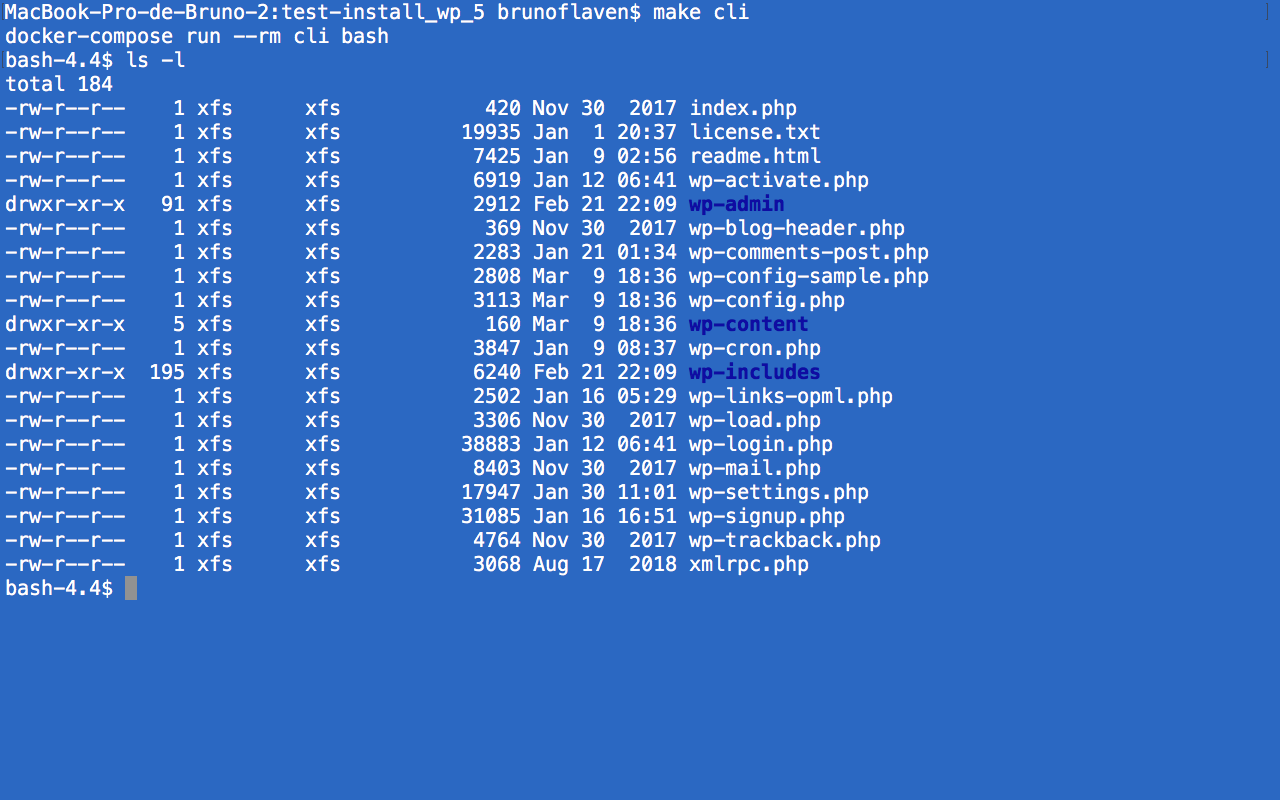 MacBook-Pro-de-Bruno-2:test-install_wp_5 brunoflaven$ make cli
docker-compose run --rm cli bash
bash-4.4$ ls -l
total 184
-rw-r--r--    1 xfs      xfs            420 Nov 30  2017 index.php
-rw-r--r--    1 xfs      xfs          19935 Jan  1 20:37 license.txt
-rw-r--r--    1 xfs      xfs           7425 Jan  9 02:56 readme.html
-rw-r--r--    1 xfs      xfs           6919 Jan 12 06:41 wp-activate.php
drwxr-xr-x   91 xfs      xfs           2912 Feb 21 22:09 wp-admin
-rw-r--r--    1 xfs      xfs            369 Nov 30  2017 wp-blog-header.php
-rw-r--r--    1 xfs      xfs           2283 Jan 21 01:34 wp-comments-post.php
-rw-r--r--    1 xfs      xfs           2808 Mar  9 18:36 wp-config-sample.php
-rw-r--r--    1 xfs      xfs           3113 Mar  9 18:36 wp-config.php
drwxr-xr-x    5 xfs      xfs            160 Mar  9 18:36 wp-content
-rw-r--r--    1 xfs      xfs           3847 Jan  9 08:37 wp-cron.php
drwxr-xr-x  195 xfs      xfs           6240 Feb 21 22:09 wp-includes
-rw-r--r--    1 xfs      xfs           2502 Jan 16 05:29 wp-links-opml.php
-rw-r--r--    1 xfs      xfs           3306 Nov 30  2017 wp-load.php
-rw-r--r--    1 xfs      xfs          38883 Jan 12 06:41 wp-login.php
-rw-r--r--    1 xfs      xfs           8403 Nov 30  2017 wp-mail.php
-rw-r--r--    1 xfs      xfs          17947 Jan 30 11:01 wp-settings.php
-rw-r--r--    1 xfs      xfs          31085 Jan 16 16:51 wp-signup.php
-rw-r--r--    1 xfs      xfs           4764 Nov 30  2017 wp-trackback.php
-rw-r--r--    1 xfs      xfs           3068 Aug 17  2018 xmlrpc.php
bash-4.4$